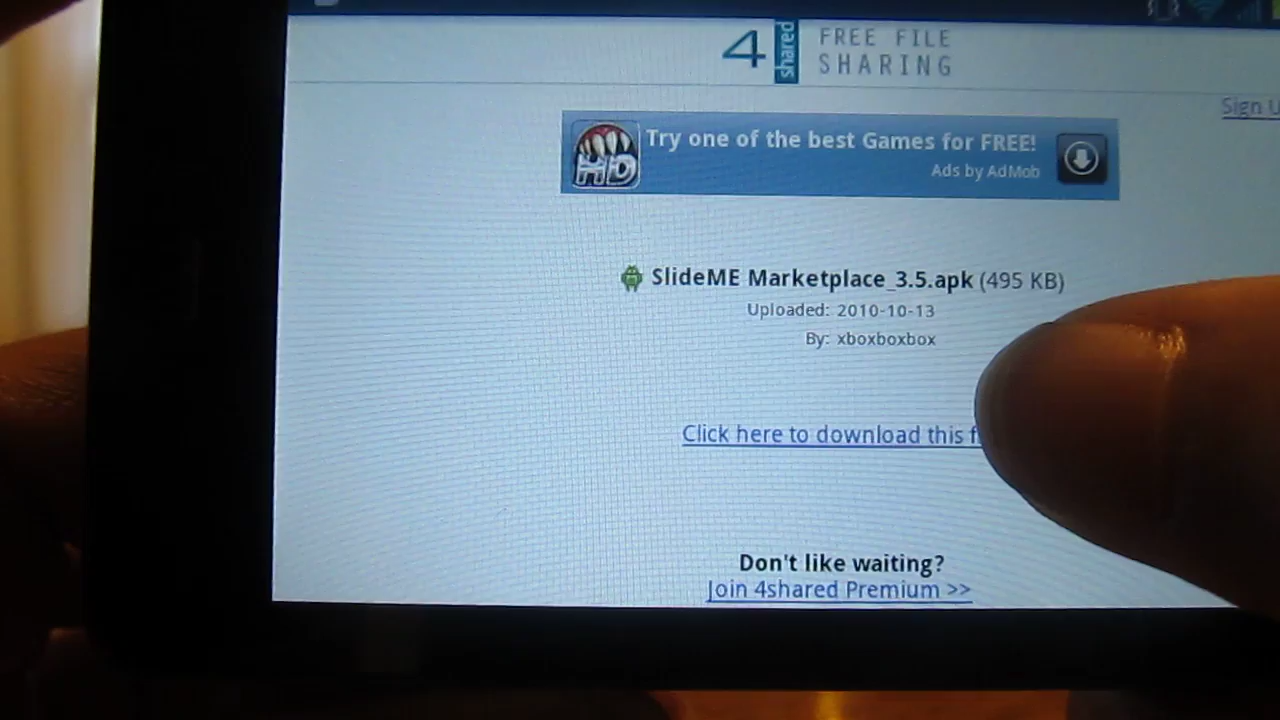 4 shared FREE FILE
SHARING
Sign U
HD Try one of the best Games for FREE!
Ads by AdMob
SlideME Marketplace_3.5.apk (495 KB)
Uploaded: 2010-10-13
By: xboxboxbox
Click here to download this f
Don't like waiting?
Join 4shared Premium >>